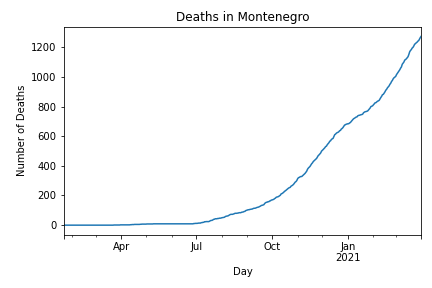 Deaths in Montenegro
Number of Deaths
1200
1000
800
600
400
200
0
Apr
Jul
Oct
Jan
2021
Day